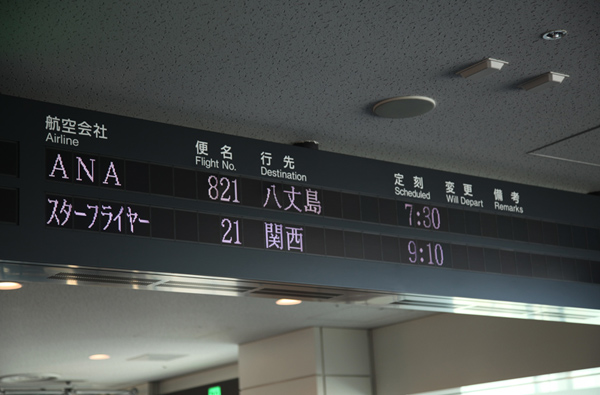 航空会社 便名 行先 定刻 変更 備考
Airline Flight No. Destination Scheduled Will Depart Remarks
ANA 821 八丈島 7:30
スターフライヤー 21 関西 9:10